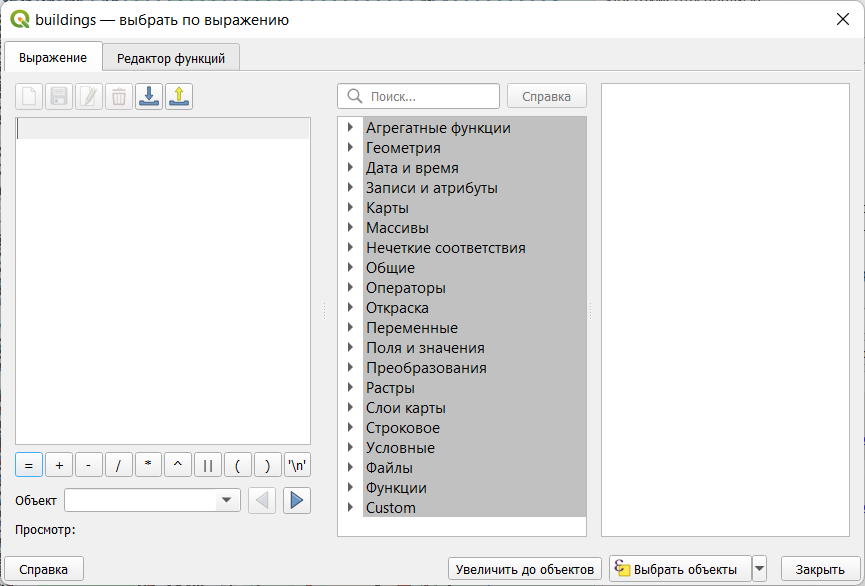 buildings — выбрать по выражению
Выражение
Редактор функций
Поиск...
Справка
Агрегатные функции
Геометрия
Дата и время
Записи и атрибуты
Карты
Массивы
Нечеткие соответствия
Общие
Операторы
Откраска
Переменные
Поля и значения
Преобразования
Растры
Слои карты
Строковое
Условные
Файлы
Функции
Custom
= + - / * ^ || ( ) '\n'
Объект
Просмотр:
Справка
Увеличить до объектов
ε Выбрать объекты
Закрыть